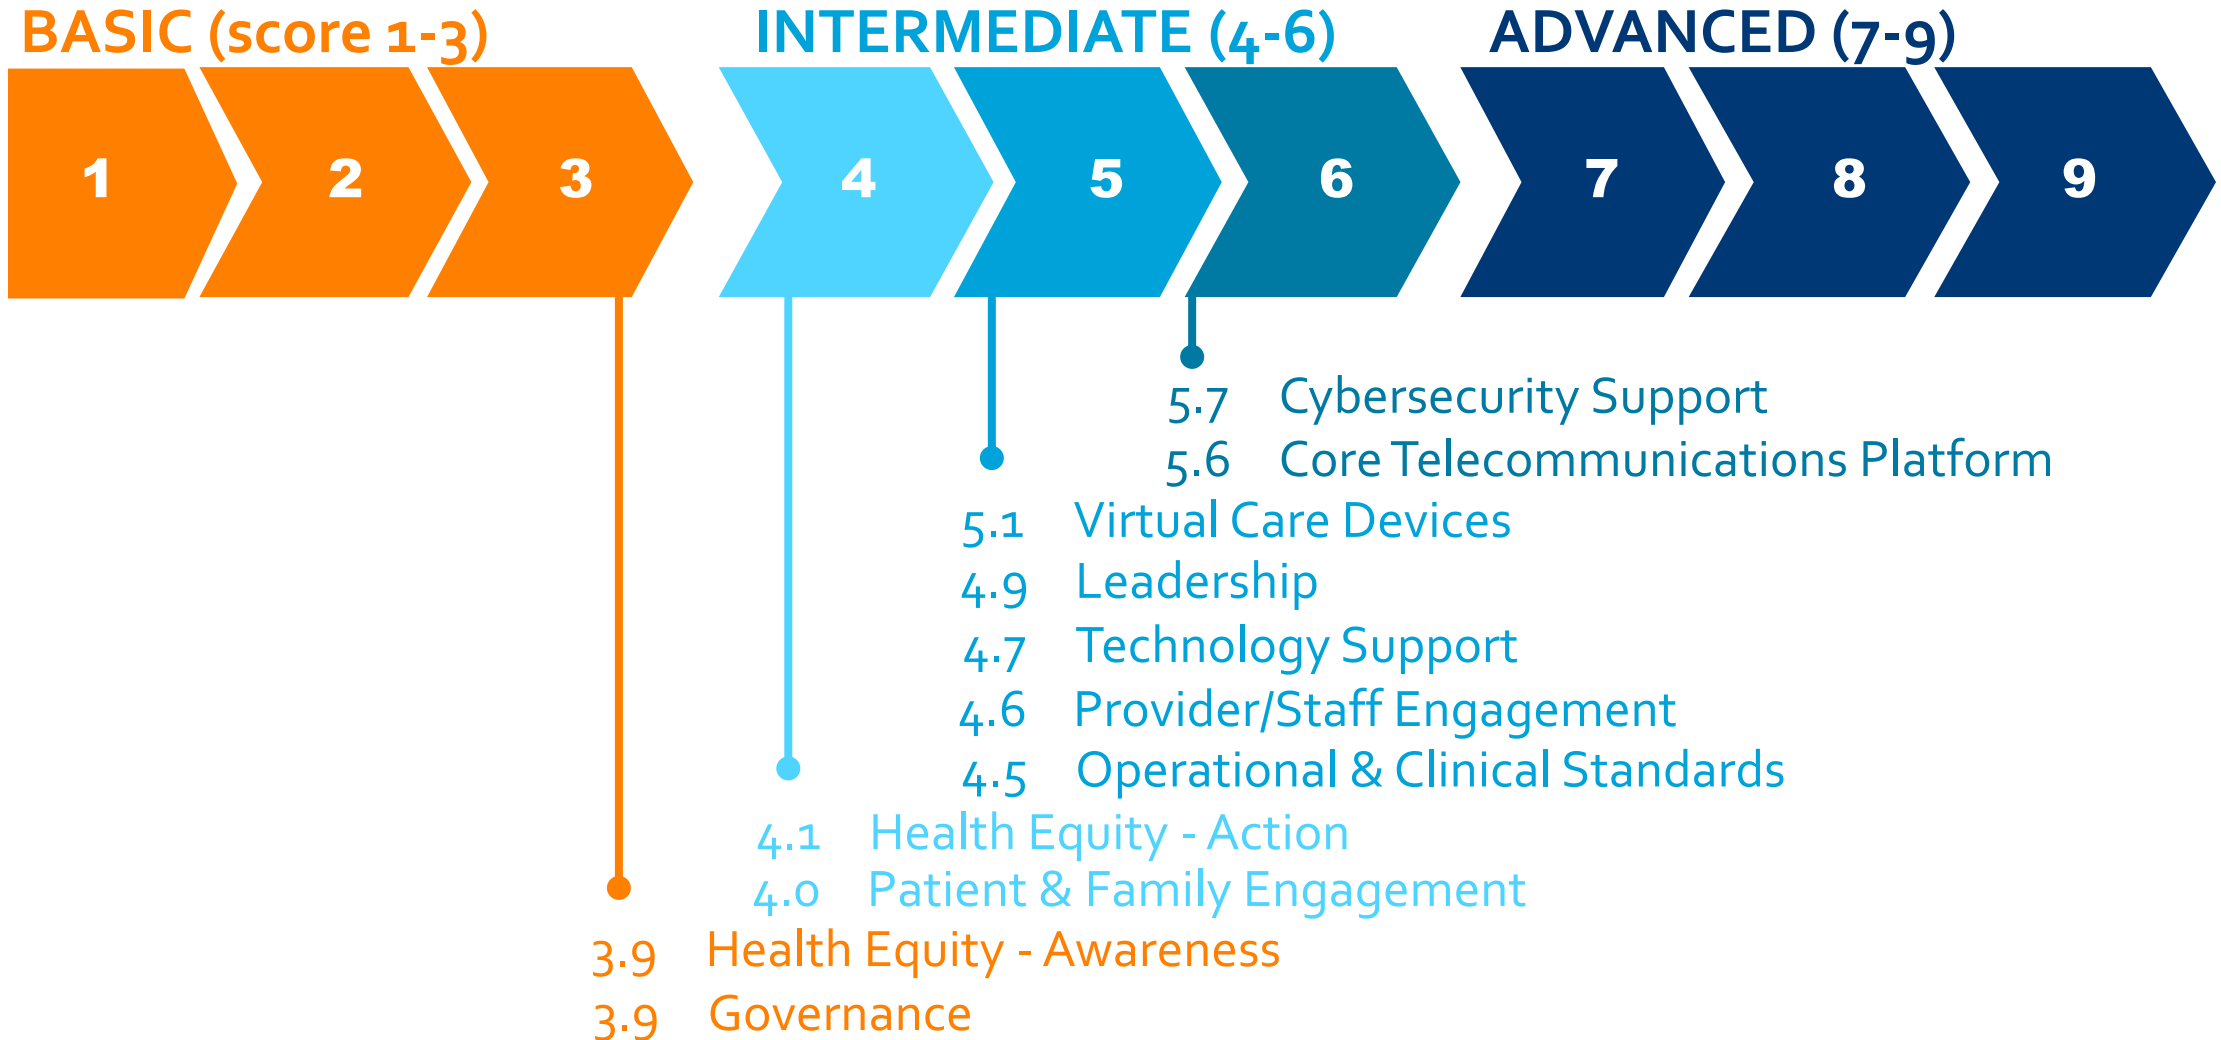 BASIC (score 1-3) INTERMEDIATE (4-6) ADVANCED (7-9)
1 2 3 4 5 6 7 8 9
5.7 Cybersecurity Support
5.6 Core Telecommunications Platform
5.1 Virtual Care Devices
4.9 Leadership
4.7 Technology Support
4.6 Provider/Staff Engagement
4.5 Operational & Clinical Standards
4.1 Health Equity - Action
4.0 Patient & Family Engagement
3.9 Health Equity - Awareness
3.9 Governance